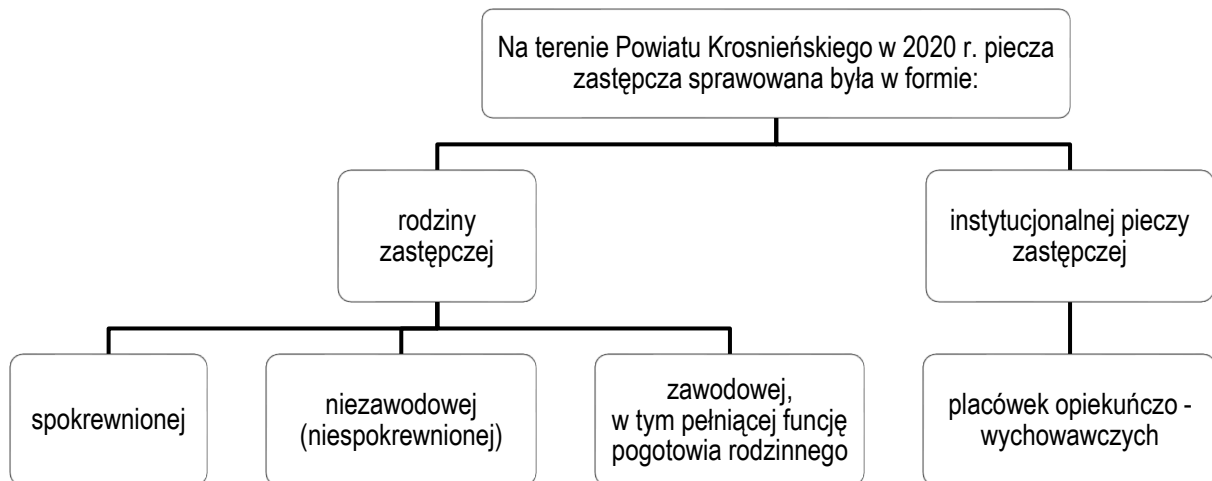 Na terenie Powiatu Krosnieńskiego w 2020 r. piecza
zastępcza sprawowana była w formie:
rodziny
zastępczej
instytucjonalnej pieczy
zastępczej
spokrewnionej
niezawodowej
(niespokrewnionej)
zawodowej,
w tym pełniącej funcję
pogotowia rodzinnego
placówek opiekuńczo -
wychowawczych